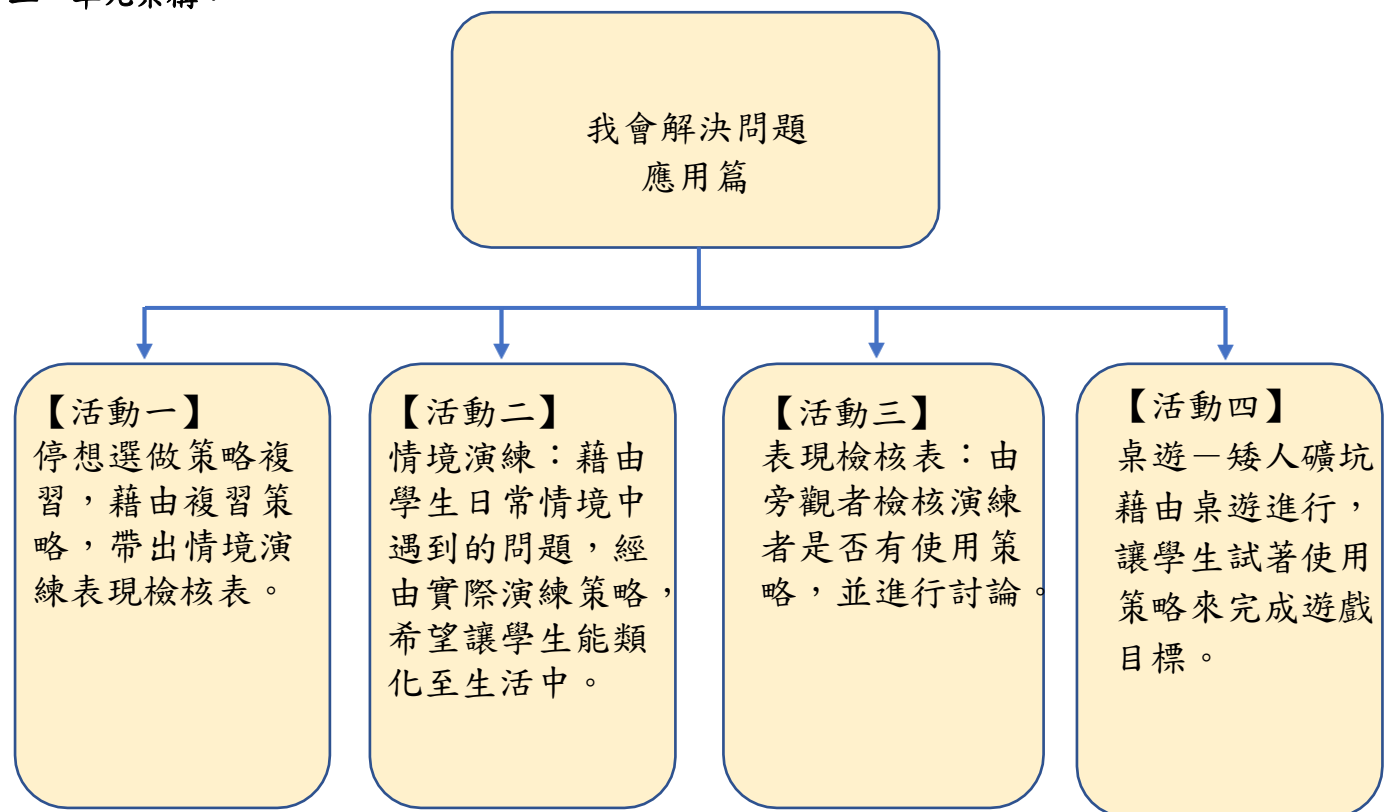 我會解決問題
應用篇
【活動一】
停想選做策略複
習，藉由複習策
略，帶出情境演
練表現檢核表。
【活動二】
情境演練：藉由
學生日常情境中
遇到的問題，經
由實際演練策略，
希望讓學生能類
化至生活中。
【活動三】
表現檢核表：由
旁觀者檢核演練
者是否有使用策
略，並進行討論。
【活動四】
桌遊－矮人礦坑
藉由桌遊進行，
讓學生試著使用
策略來完成遊戲
目標。